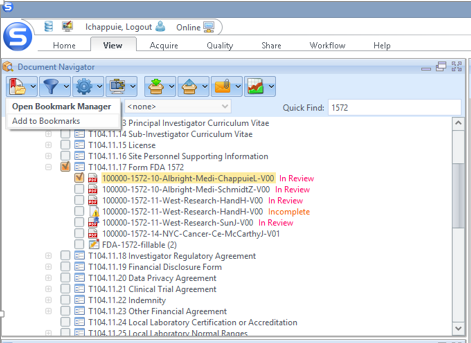 S
lchappuie, Logout Online
S
Home View Acquire Quality Share Workflow Help
Document Navigator
Open Bookmark Manager <none> Quick Find: 1572
Add to Bookmarks
3 Principal Investigator Curriculum Vitae
T104.11.14 Sub-Investigator Curriculum Vitae
T104.11.15 License
T104.11.16 Site Personnel Supporting Information
T104.11.17 Form FDA 1572
100000-1572-10-Albright-Medi-ChappuieL-V00 In Review
100000-1572-10-Albright-Medi-SchmidtZ-V00 In Review
100000-1572-11-West-Research-HandH-V00 In Review
100000-1572-11-West-Research-HandH-V00 Incomplete
100000-1572-11-West-Research-SunJ-V00 In Review
100000-1572-14-NYC-Cancer-Ce-McCarthyJ-V01
FDA-1572-fillable (2)
T104.11.18 Investigator Regulatory Agreement
T104.11.19 Financial Disclosure Form
T104.11.20 Data Privacy Agreement
T104.11.21 Clinical Trial Agreement
T104.11.22 Indemnity
T104.11.23 Other Financial Agreement
T104.11.24 Local Laboratory Certification or Accreditation
T104.11.25 Local Laboratory Normal Ranges